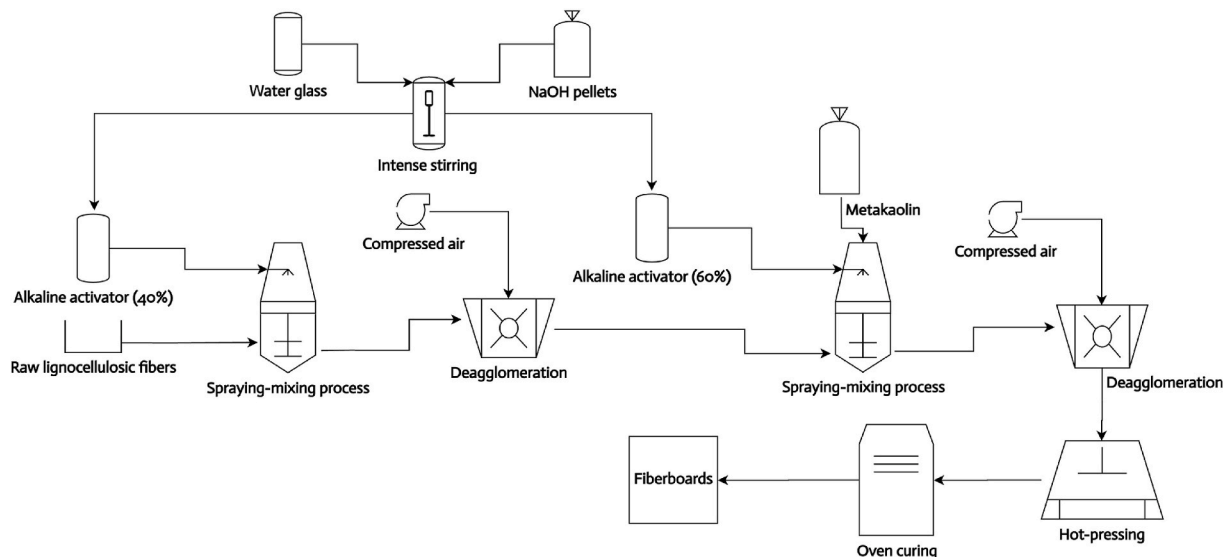 Water glass
NaOH pellets
Intense stirring
Metakaolin
Compressed air
Compressed air
Alkaline activator (40%)
Alkaline activator (60%)
Raw lignocellulosic fibers
Spraying-mixing process
Deagglomeration
Spraying-mixing process
Deagglomeration
Fiberboards
Hot-pressing
Oven curing